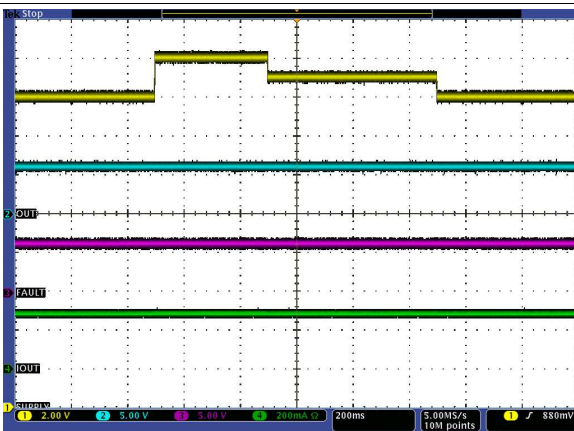 Tek Stop
2 OUT
3 FAULT
4 IOUT
1 SUPPLY
1 2.00 V 2 5.00 V 3 5.00 V 4 200mA Ω 200ms 5.00MS/s 1 880mV
10M points